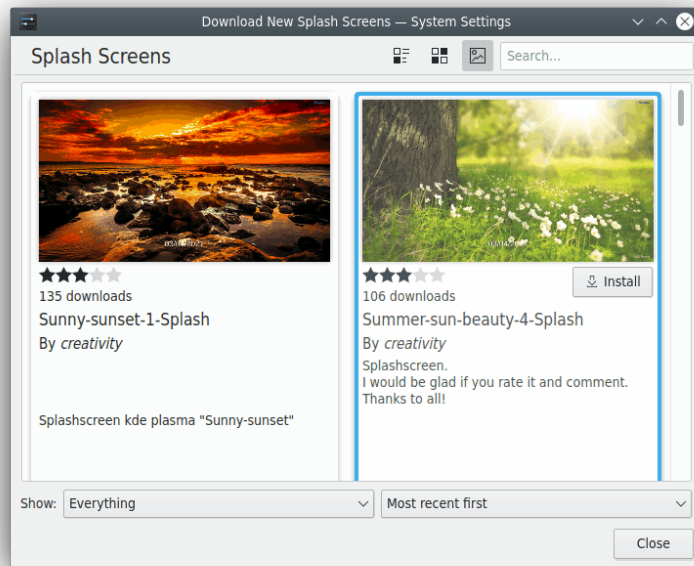 Download New Splash Screens — System Settings
Splash Screens
Search...
135 downloads
Sunny-sunset-1-Splash
By creativity
Splashscreen kde plasma "Sunny-sunset"
Install
106 downloads
Summer-sun-beauty-4-Splash
By creativity
Splashscreen.
I would be glad if you rate it and comment.
Thanks to all!
Show:
Everything
Most recent first
Close